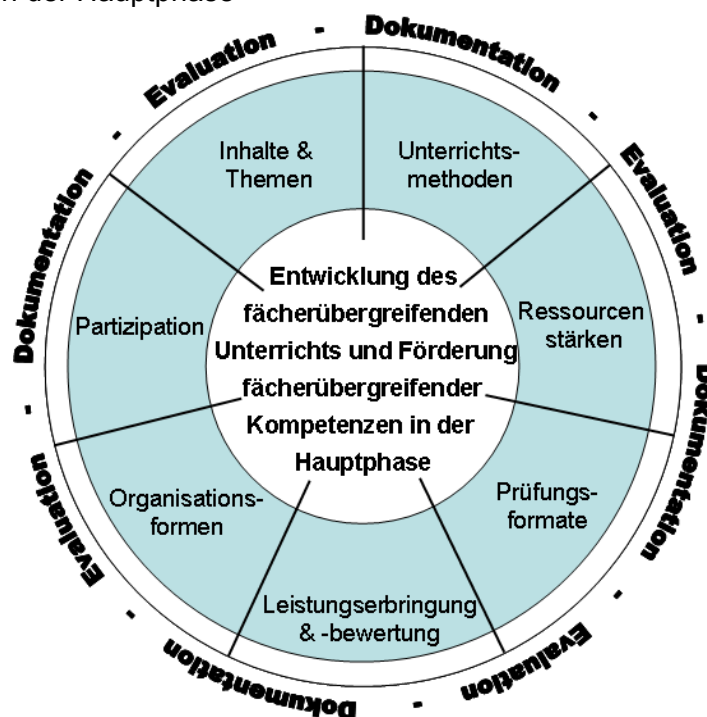 der Hauptphase
Dokumentation - Evaluation - Dokumentation - Evaluation - Dokumentation - Evaluation - Dokumentation - Evaluation -
Inhalte &
Themen
Unterrichts-
methoden
Ressourcen
stärken
Prüfungs-
formate
Leistungserbringung
& -bewertung
Organisations-
formen
Partizipation
Entwicklung des
fächerübergreifenden
Unterrichts und Förderung
fächerübergreifender
Kompetenzen in der
Hauptphase